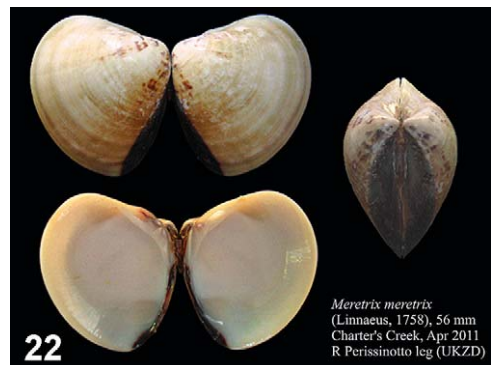 Meretrix meretrix
(Linnaeus, 1758), 56 mm
Charter's Creek, Apr 2011
R Perissinotto leg (UKZD)
22